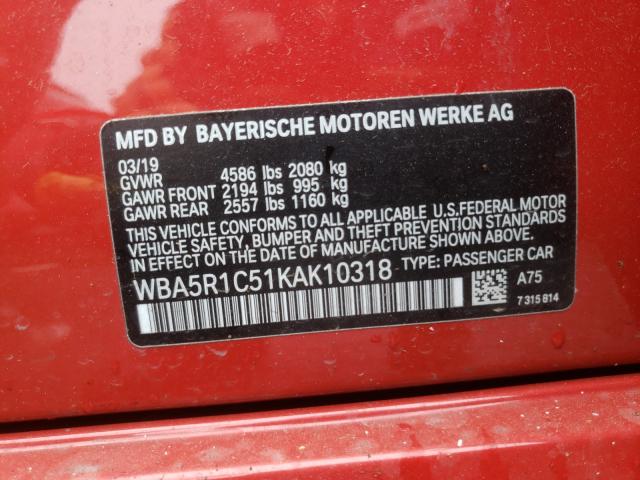 MFD BY BAYERISCHE MOTOREN WERKE AG
03/19
GVWR 4586 lbs 2080 kg
GAWR FRONT 2194 lbs 995 kg
GAWR REAR 2557 lbs 1160 kg
THIS VEHICLE CONFORMS TO ALL APPLICABLE U.S.FEDERAL MOTOR
VEHICLE SAFETY, BUMPER AND THEFT PREVENTION STANDARDS
IN EFFECT ON THE DATE OF MANUFACTURE SHOWN ABOVE.
WBA5R1C51KAK10318 TYPE: PASSENGER CAR
A75
7 315 814